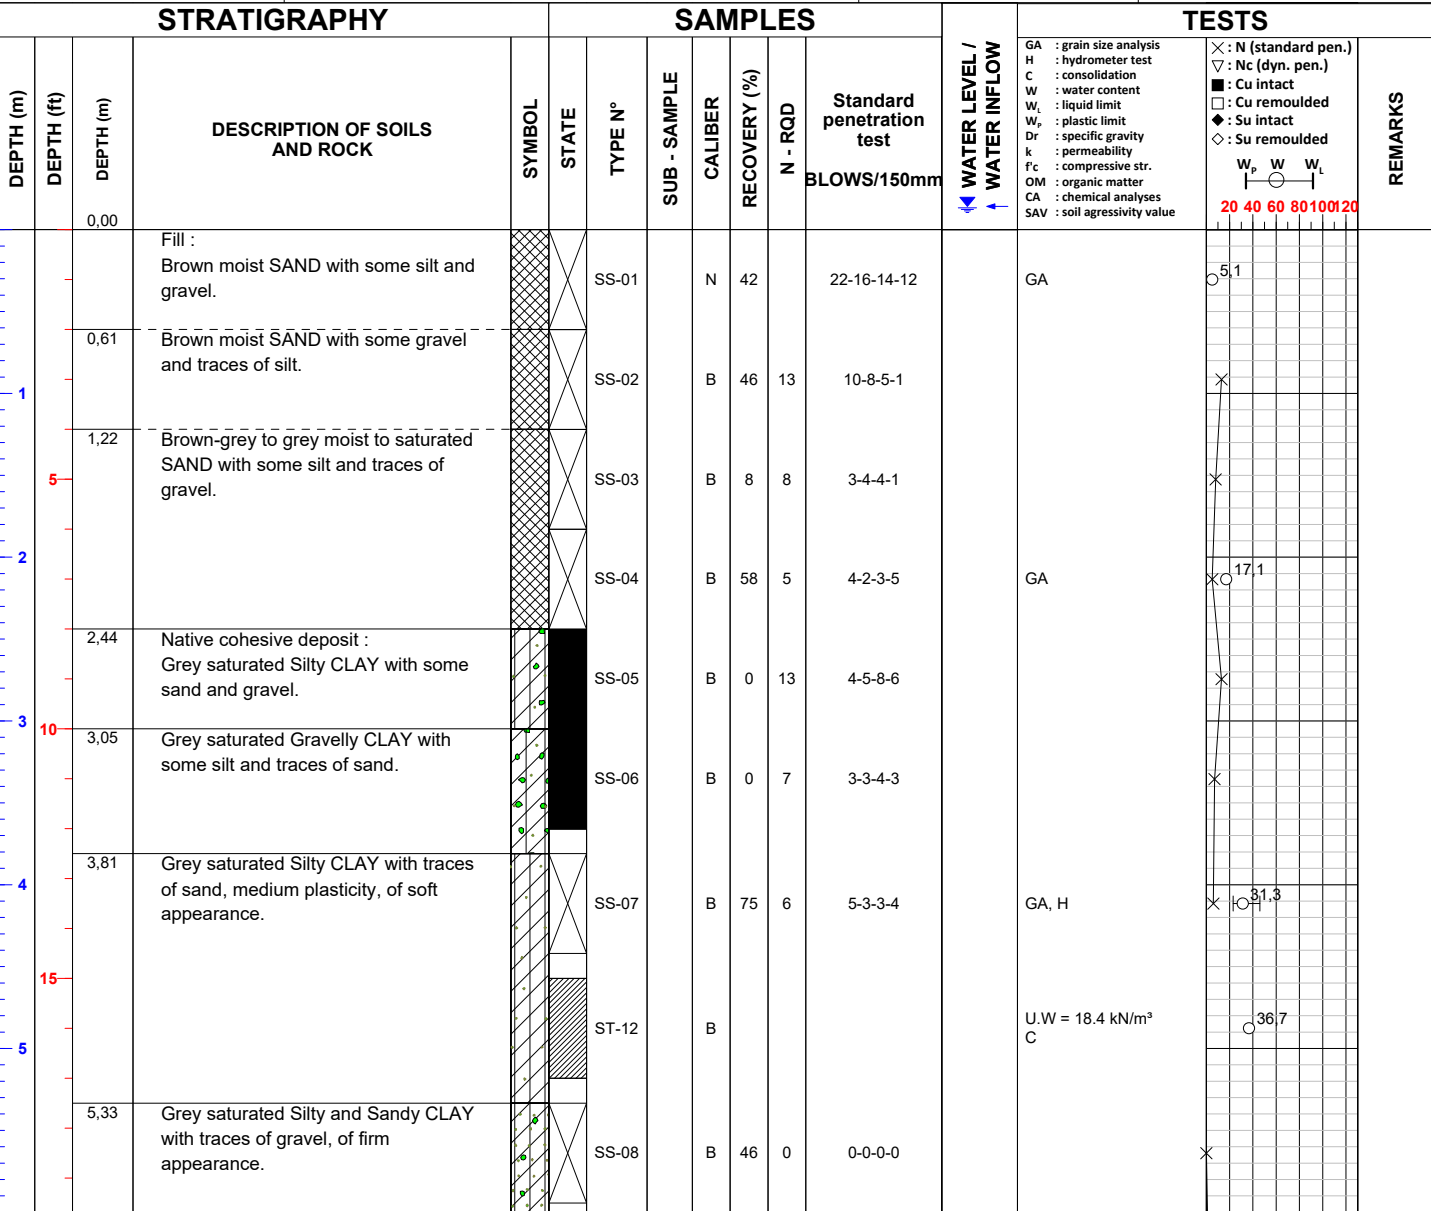 STRATIGRAPHY SAMPLES TESTS
DEPTH (m)
DEPTH (ft)
DEPTH (m)
0,00
DESCRIPTION OF SOILS
AND ROCK
SYMBOL
STATE
TYPE N°
SUB - SAMPLE
CALIBER
RECOVERY (%)
N - RQD
Standard
penetration
test
BLOWS/150mm
WATER LEVEL /
WATER INFLOW
GA : grain size analysis
H : hydrometer test
C : consolidation
W : water content
WL : liquid limit
WP : plastic limit
Dr : specific gravity
k : permeability
f'c : compressive str.
OM : organic matter
CA : chemical analyses
SAV : soil agressivity value
× : N (standard pen.)
▽ : Nc (dyn. pen.)
■ : Cu intact
□ : Cu remoulded
◆ : Su intact
◇ : Su remoulded
WP W WL
20 40 60 80 100 120
REMARKS
Fill :
Brown moist SAND with some silt and
gravel.
SS-01 N 42 22-16-14-12 GA 5,1
0,61 Brown moist SAND with some gravel
and traces of silt.
SS-02 B 46 13 10-8-5-1
1
1,22 Brown-grey to grey moist to saturated
SAND with some silt and traces of
gravel.
5 SS-03 B 8 8 3-4-4-1
2
SS-04 B 58 5 4-2-3-5 GA 17,1
2,44 Native cohesive deposit :
Grey saturated Silty CLAY with some
sand and gravel.
SS-05 B 0 13 4-5-8-6
3
10
3,05 Grey saturated Gravelly CLAY with
some silt and traces of sand.
SS-06 B 0 7 3-3-4-3
3,81 Grey saturated Silty CLAY with traces
of sand, medium plasticity, of soft
appearance.
4
SS-07 B 75 6 5-3-3-4 GA, H 31,3
15
ST-12 B U.W = 18.4 kN/m³ 36,7
C
5
5,33 Grey saturated Silty and Sandy CLAY
with traces of gravel, of firm
appearance.
SS-08 B 46 0 0-0-0-0